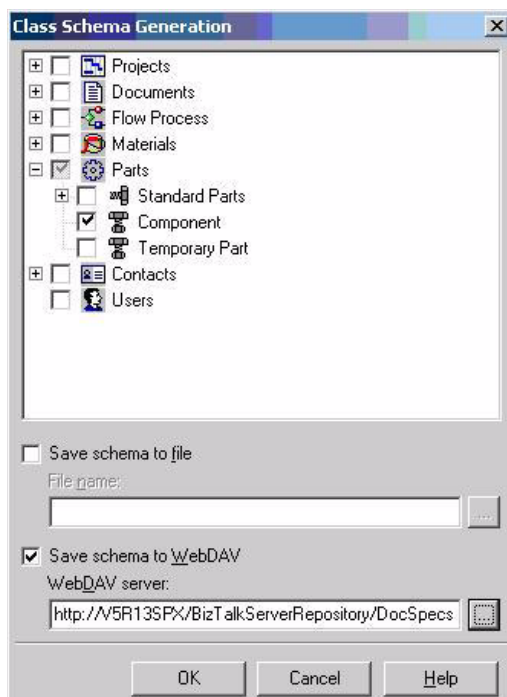 Class Schema Generation
Projects
Documents
Flow Process
Materials
Parts
Standard Parts
Component
Temporary Part
Contacts
Users
Save schema to file
File name:
...
Save schema to WebDAV
WebDAV server:
http://V5R13SPX/BizTalkServerRepository/DocSpecs
...
OK
Cancel
Help